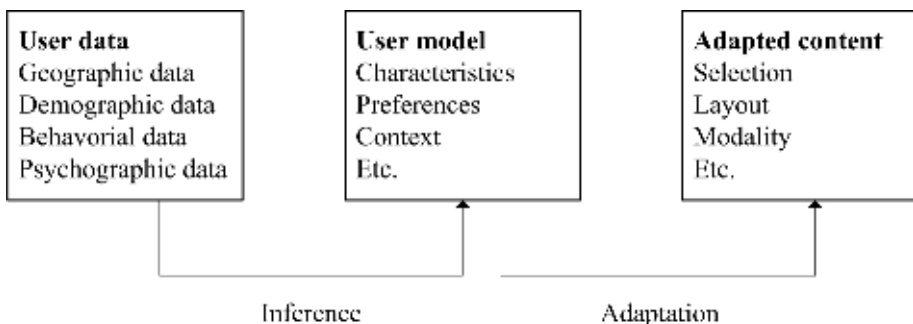 User data
Geographic data
Demographic data
Behavorial data
Psychographic data
User model
Characteristics
Preferences
Context
Etc.
Adapted content
Selection
Layout
Modality
Etc.
Inference
Adaptation